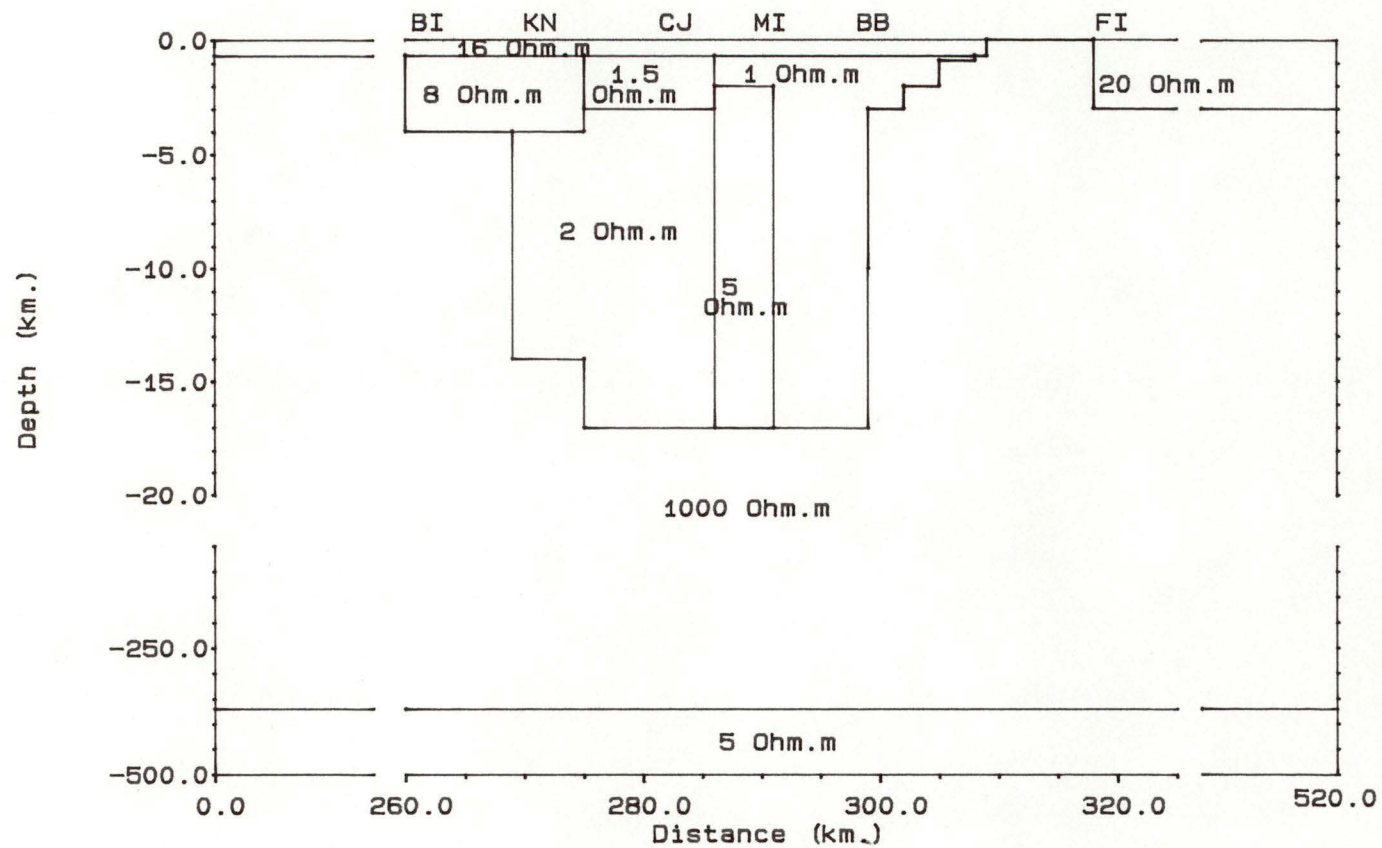 BI KN CJ MI BB FI
0.0
16 Ohm.m
1.5
Ohm.m
1 Ohm.m
8 Ohm.m
20 Ohm.m
-5.0
2 Ohm.m
-10.0
5
Ohm.m
Depth (km.)
-15.0
-20.0
1000 Ohm.m
-250.0
5 Ohm.m
-500.0
0.0 260.0 280.0 300.0 320.0 520.0
Distance (km.)